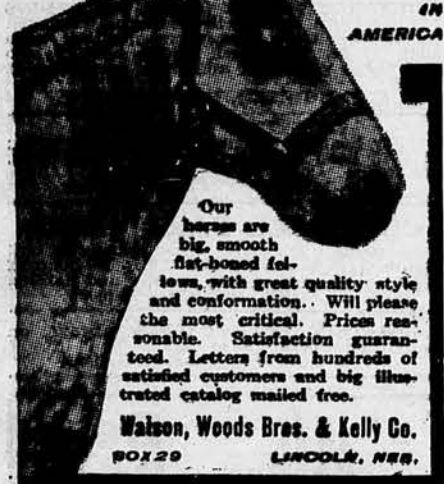 IN
AMERICA
Our
horses are
big, smooth
flat-boned fel-
lows, with great quality style
and conformation. Will please
the most critical. Prices rea-
sonable. Satisfaction guaran-
teed. Letters from hundreds of
satisfied customers and big illus-
trated catalog mailed free.
Watson, Woods Bros. & Kelly Co.
BOX 29 LINCOLN, NEB.